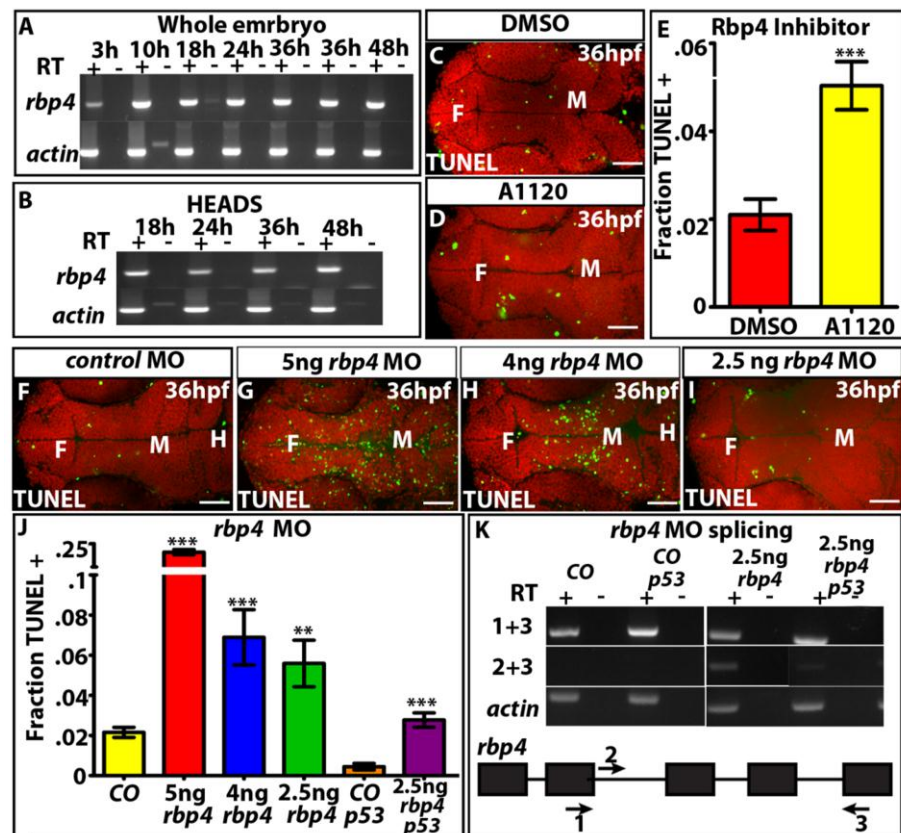 A Whole emrbryo
3h 10h 18h 24h 36h 36h 48h
RT + - + - + - + - + - + - + -
rbp4
actin
B HEADS
18h 24h 36h 48h
RT + - + - + - + -
rbp4
actin
DMSO
C 36hpf
F M
TUNEL
A1120
D 36hpf
F M
E Rbp4 Inhibitor
Fraction TUNEL +
.06
.04
.02
0
***
DMSO A1120
control MO
F 36hpf
F M H
TUNEL
5ng rbp4 MO
G 36hpf
F M
TUNEL
4ng rbp4 MO
H 36hpf
F M H
TUNEL
2.5 ng rbp4 MO
I 36hpf
F M
TUNEL
J rbp4 MO
Fraction TUNEL +
.25
.1
.08
.06
.04
.02
0
*** *** ** ***
CO
5ng rbp4
4ng rbp4
2.5ng rbp4
CO p53
2.5ng rbp4 p53
K rbp4 MO splicing
CO
CO p53
2.5ng rbp4
2.5ng rbp4 p53
RT + - + - + - + -
1+3
2+3
actin
rbp4
2
1 3